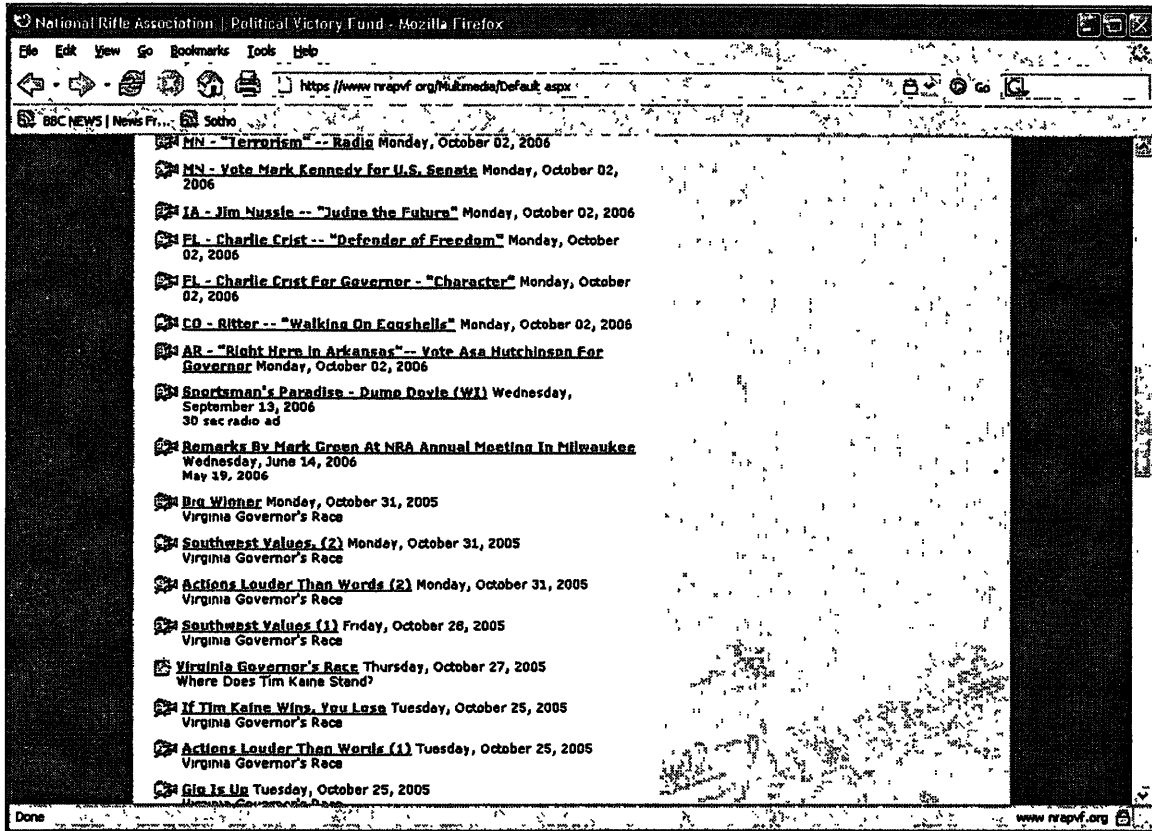 National Rifle Association | Political Victory Fund - Mozilla Firefox
File Edit View Go Bookmarks Tools Help
https://www nrapvf org/Multimedia/Default aspx
Go
BBC NEWS | News Fr... Sotho
MN - "Terrorism" -- Radio Monday, October 02, 2006
MN - Vote Mark Kennedy for U.S. Senate Monday, October 02,
2006
IA - Jim Nussle -- "Judge the Future" Monday, October 02, 2006
FL - Charlie Crist -- "Defender of Freedom" Monday, October
02, 2006
FL - Charlie Crist For Governor - "Character" Monday, October
02, 2006
CO - Ritter -- "Walking On Eggshells" Monday, October 02, 2006
AR - "Right Here in Arkansas"-- Vote Asa Hutchinson For
Governor Monday, October 02, 2006
Sportsman's Paradise - Dump Doyle (WI) Wednesday,
September 13, 2006
30 sec radio ad
Remarks By Mark Green At NRA Annual Meeting In Milwaukee
Wednesday, June 14, 2006
May 19, 2006
Big Winner Monday, October 31, 2005
Virginia Governor's Race
Southwest Values, (2) Monday, October 31, 2005
Virginia Governor's Race
Actions Louder Than Words (2) Monday, October 31, 2005
Virginia Governor's Race
Southwest Values (1) Friday, October 28, 2005
Virginia Governor's Race
Virginia Governor's Race Thursday, October 27, 2005
Where Does Tim Kaine Stand?
If Tim Kaine Wins, You Lose Tuesday, October 25, 2005
Virginia Governor's Race
Actions Louder Than Words (1) Tuesday, October 25, 2005
Virginia Governor's Race
Gig Is Up Tuesday, October 25, 2005
Virginia Governor's Race
Done www nrapvf.org